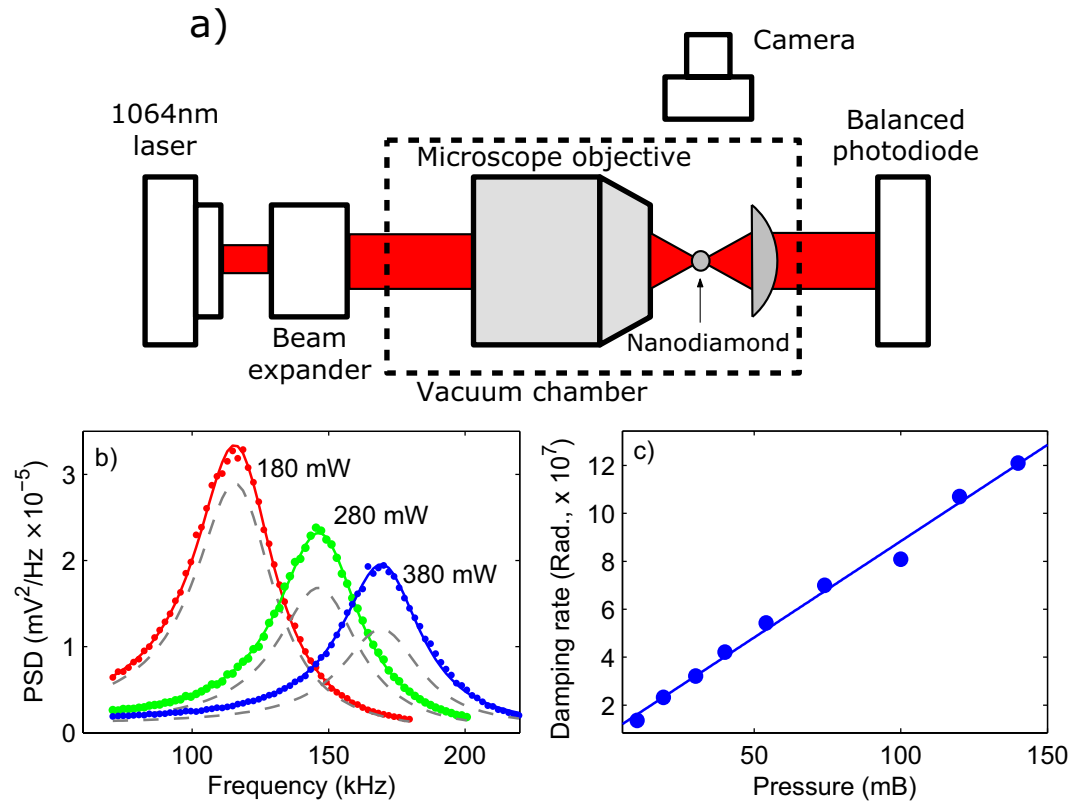 a)
Camera
1064nm
laser
Balanced
photodiode
Microscope objective
Beam
expander
Nanodiamond
Vacuum chamber
b)
180 mW
280 mW
380 mW
PSD (mV²/Hz ×10⁻⁵)
3
2
1
0
100
150
200
Frequency (kHz)
c)
Damping rate (Rad., x 10⁷)
12
10
8
6
4
2
50
100
150
Pressure (mB)